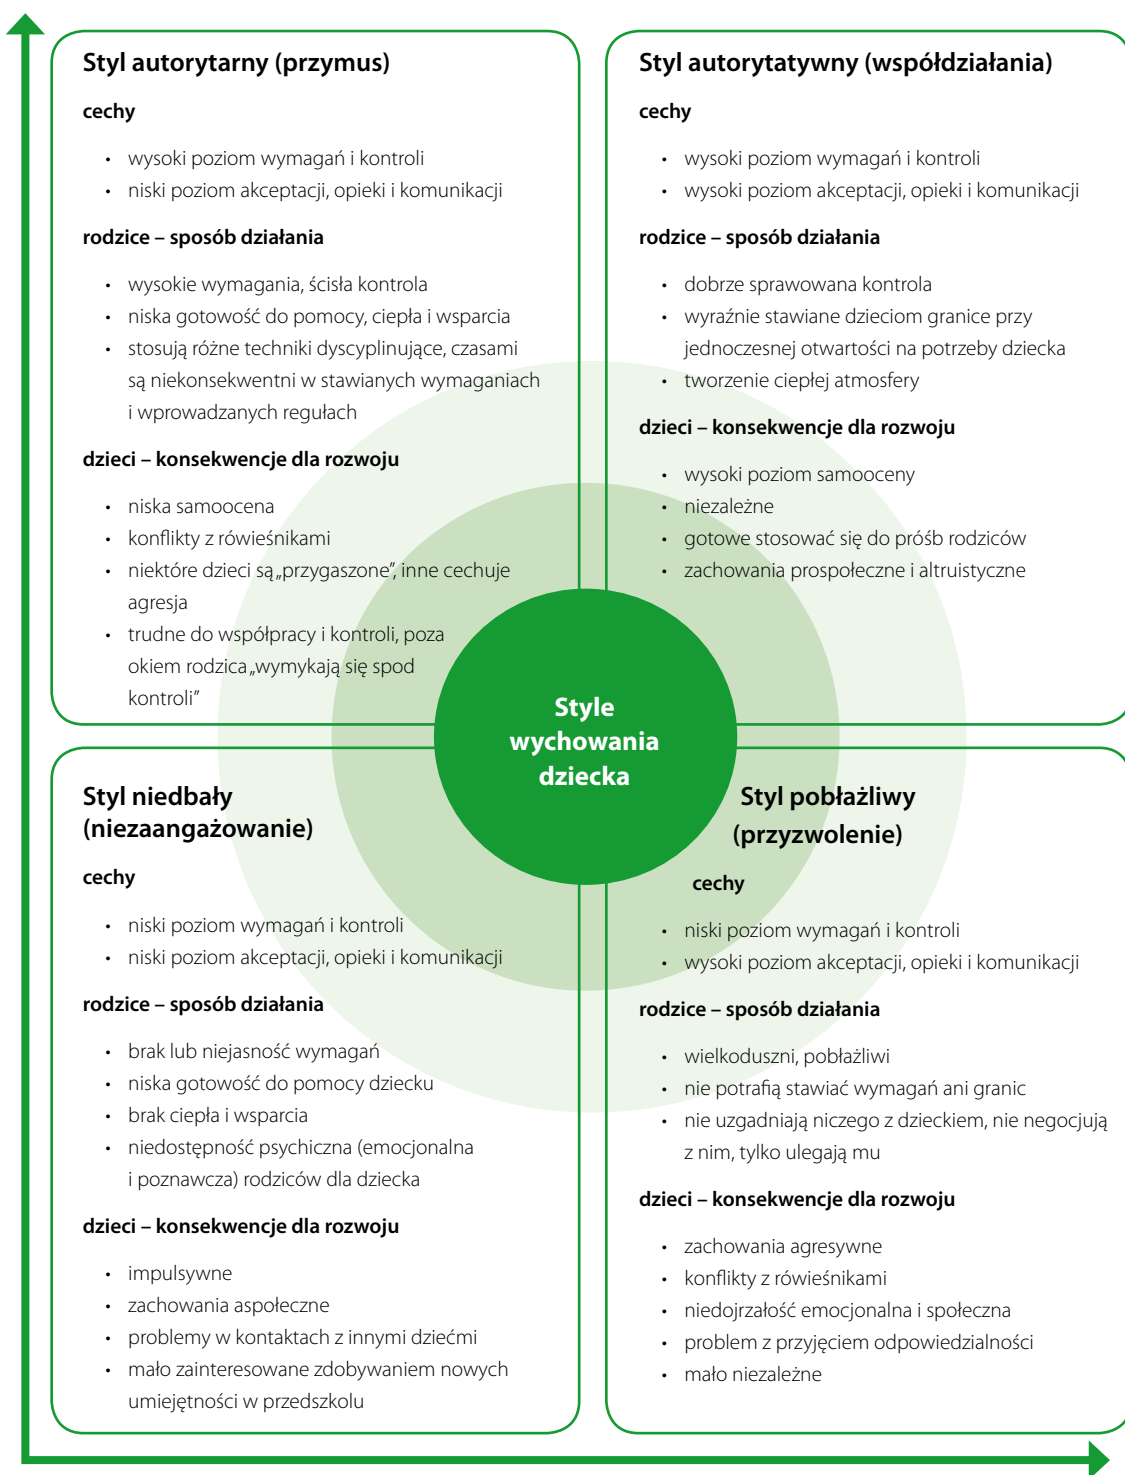 Styl autorytarny (przymus)
cechy
• wysoki poziom wymagań i kontroli
• niski poziom akceptacji, opieki i komunikacji
rodzice – sposób działania
• wysokie wymagania, ścisła kontrola
• niska gotowość do pomocy, ciepła i wsparcia
• stosują różne techniki dyscyplinujące, czasami
są niekonsekwentni w stawianych wymaganiach
i wprowadzanych regułach
dzieci – konsekwencje dla rozwoju
• niska samoocena
• konflikty z rówieśnikami
• niektóre dzieci są „przygaszone”, inne cechuje
agresja
• trudne do współpracy i kontroli, poza
okiem rodzica „wymykają się spod
kontroli”
Styl autorytatywny (współdziałania)
cechy
• wysoki poziom wymagań i kontroli
• wysoki poziom akceptacji, opieki i komunikacji
rodzice – sposób działania
• dobrze sprawowana kontrola
• wyraźnie stawiane dzieciom granice przy
jednoczesnej otwartości na potrzeby dziecka
• tworzenie ciepłej atmosfery
dzieci – konsekwencje dla rozwoju
• wysoki poziom samooceny
• niezależne
• gotowe stosować się do próśb rodziców
• zachowania prospołeczne i altruistyczne
Style
wychowania
dziecka
Styl niedbały
(niezaangażowanie)
cechy
• niski poziom wymagań i kontroli
• niski poziom akceptacji, opieki i komunikacji
rodzice – sposób działania
• brak lub niejasność wymagań
• niska gotowość do pomocy dziecku
• brak ciepła i wsparcia
• niedostępność psychiczna (emocjonalna
i poznawcza) rodziców dla dziecka
dzieci – konsekwencje dla rozwoju
• impulsywne
• zachowania aspołeczne
• problemy w kontaktach z innymi dziećmi
• mało zainteresowane zdobywaniem nowych
umiejętności w przedszkolu
Styl pobłażliwy
(przyzwolenie)
cechy
• niski poziom wymagań i kontroli
• wysoki poziom akceptacji, opieki i komunikacji
rodzice – sposób działania
• wielkoduszni, pobłażliwi
• nie potrafią stawiać wymagań ani granic
• nie uzgadniają niczego z dzieckiem, nie negocjują
z nim, tylko ulegają mu
dzieci – konsekwencje dla rozwoju
• zachowania agresywne
• konflikty z rówieśnikami
• niedojrzałość emocjonalna i społeczna
• problem z przyjęciem odpowiedzialności
• mało niezależne